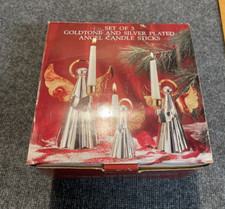 SET OF 3
GOLDTONE AND SILVER PLATED
ANGEL CANDLE STICKS